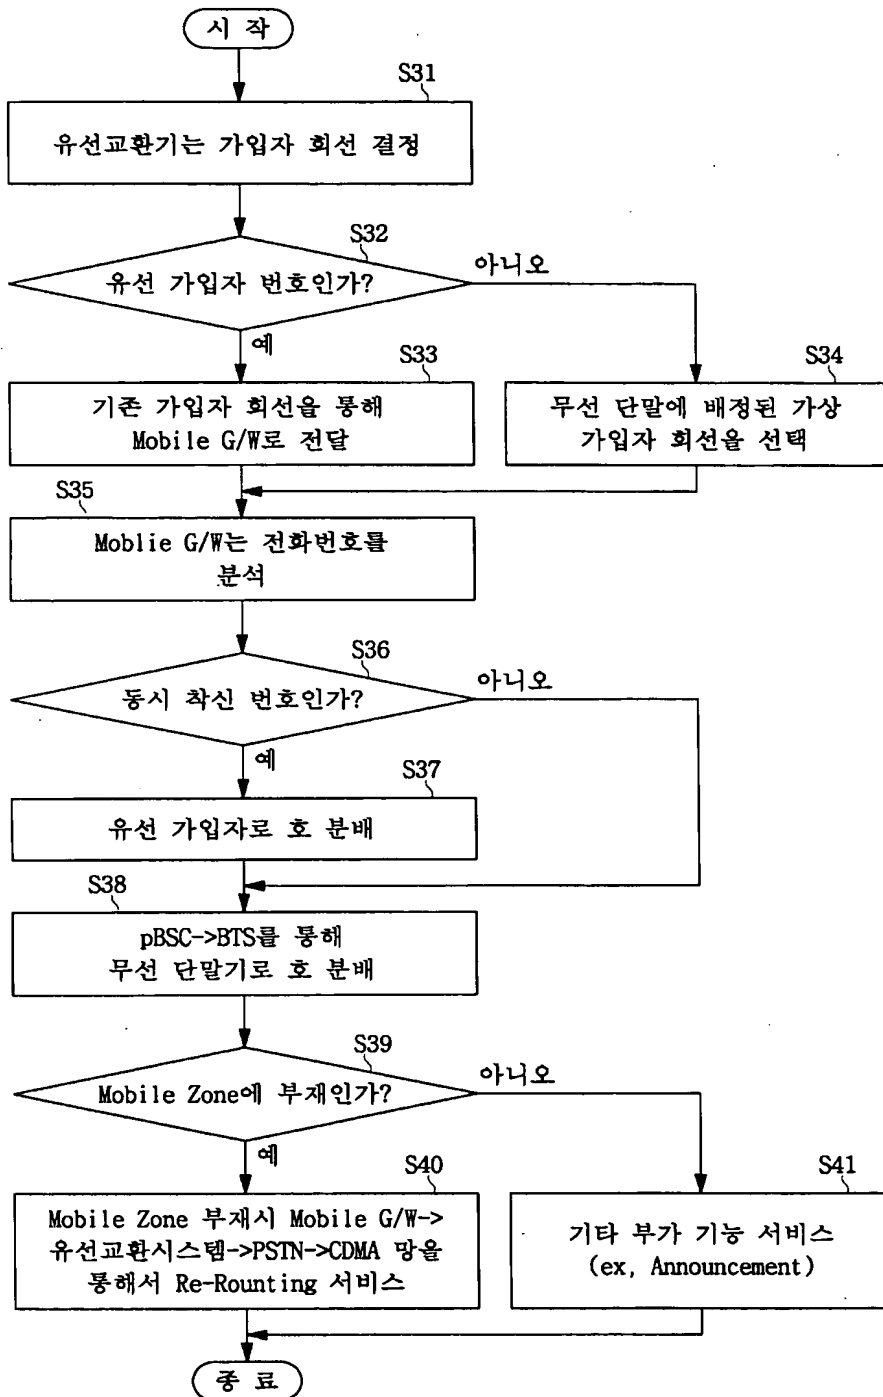 시 작
S31
유선교환기는 가입자 회선 결정
S32
유선 가입자 번호인가?
아니오
예
S33
기존 가입자 회선을 통해
Mobile G/W로 전달
S34
무선 단말에 배정된 가상
가입자 회선을 선택
S35
Moblie G/W는 전화번호를
분석
S36
동시 착신 번호인가?
아니오
예
S37
유선 가입자로 호 분배
S38
pBSC->BTS를 통해
무선 단말기로 호 분배
S39
Mobile Zone에 부재인가?
아니오
예
S40
Mobile Zone 부재시 Mobile G/W->
유선교환시스템->PSTN->CDMA 망을
통해서 Re-Rounting 서비스
S41
기타 부가 기능 서비스
(ex, Announcement)
종 료